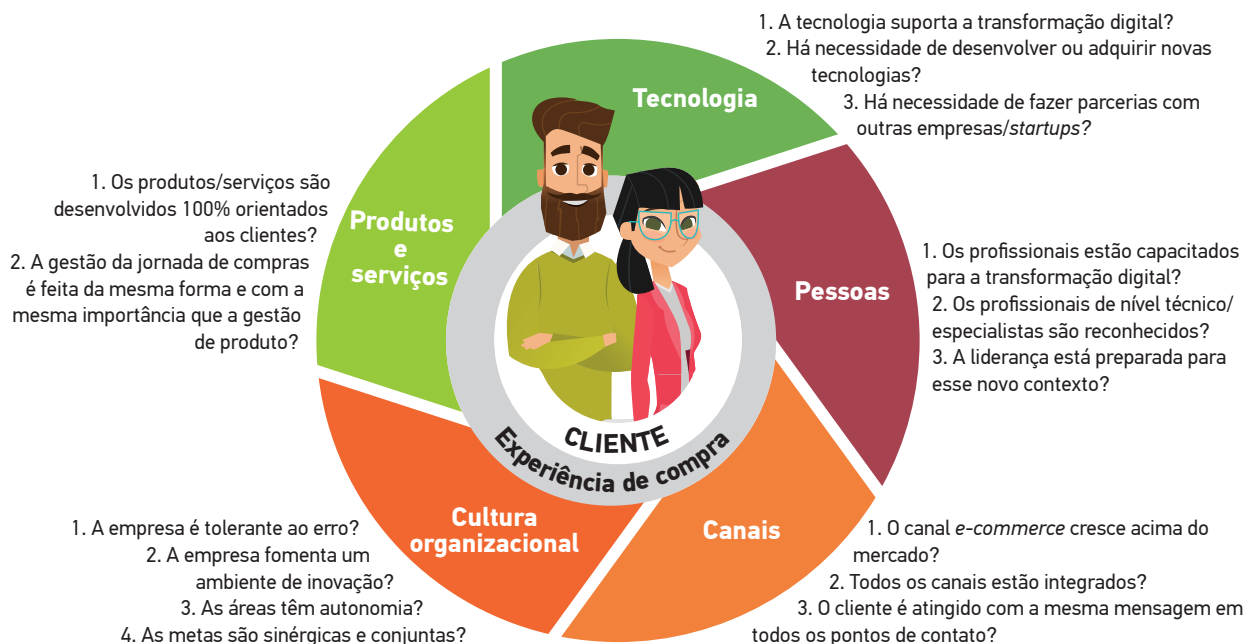 Tecnologia
1. A tecnologia suporta a transformação digital?
2. Há necessidade de desenvolver ou adquirir novas
tecnologias?
3. Há necessidade de fazer parcerias com
outras empresas/startups?
Pessoas
1. Os profissionais estão capacitados
para a transformação digital?
2. Os profissionais de nível técnico/
especialistas são reconhecidos?
3. A liderança está preparada para
esse novo contexto?
Canais
1. O canal e-commerce cresce acima do
mercado?
2. Todos os canais estão integrados?
3. O cliente é atingido com a mesma mensagem em
todos os pontos de contato?
Cultura
organizacional
1. A empresa é tolerante ao erro?
2. A empresa fomenta um
ambiente de inovação?
3. As áreas têm autonomia?
4. As metas são sinérgicas e conjuntas?
Produtos
e
serviços
1. Os produtos/serviços são
desenvolvidos 100% orientados
aos clientes?
2. A gestão da jornada de compras
é feita da mesma forma e com a
mesma importância que a gestão
de produto?
CLIENTE
Experiência de compra